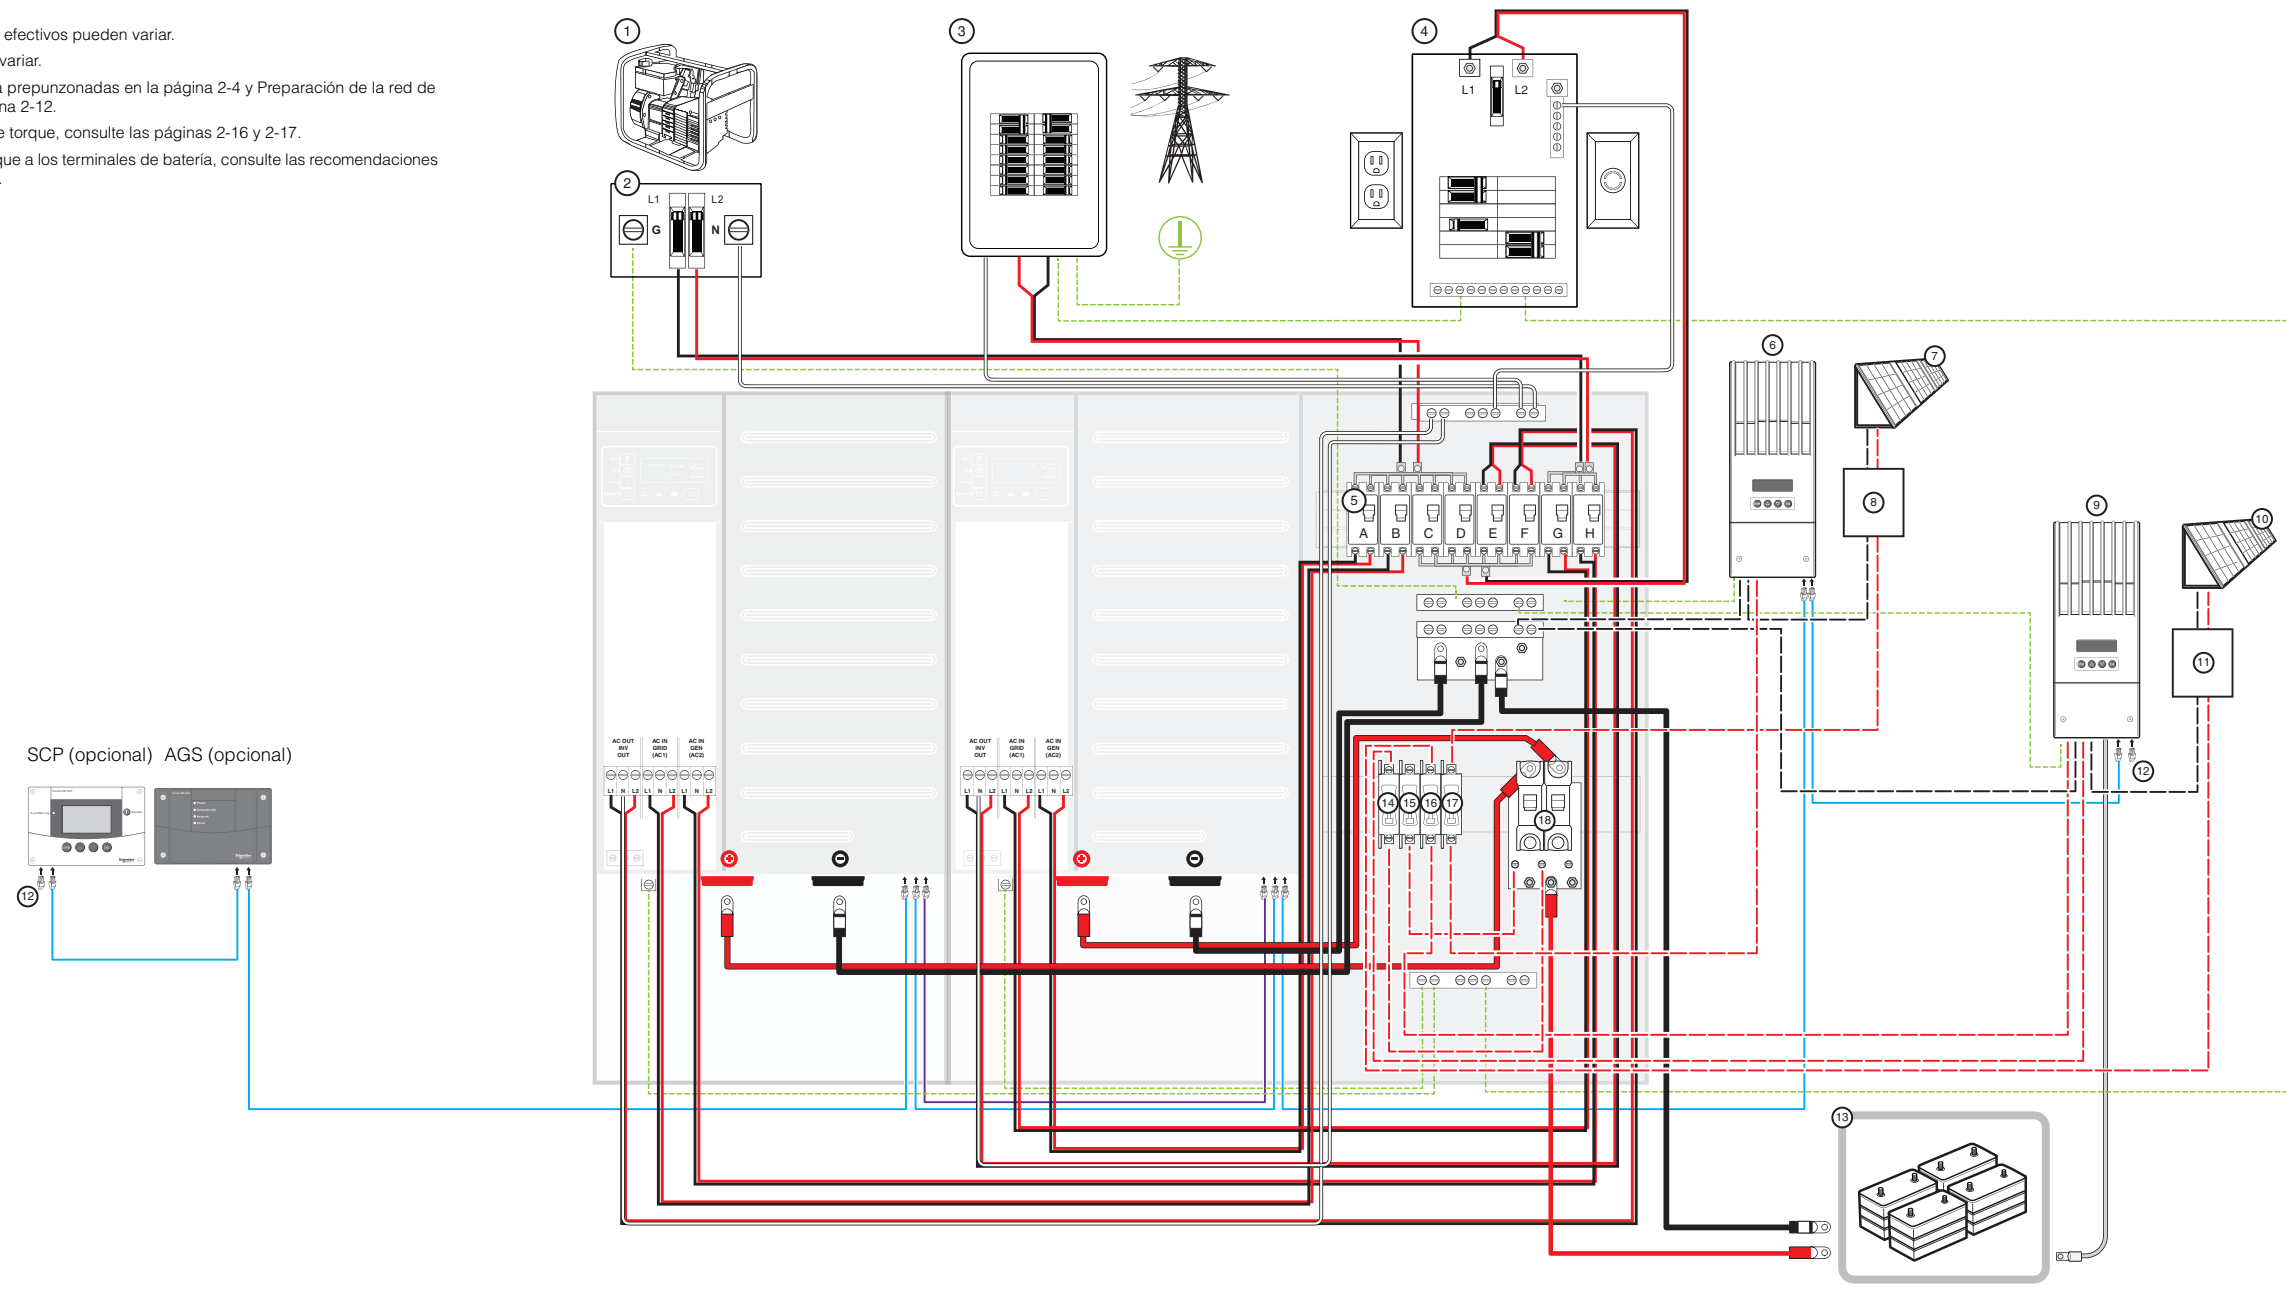 efectivos pueden variar.
variar.
a prepunzonadas en la página 2-4 y Preparación de la red de
na 2-12.
e torque, consulte las páginas 2-16 y 2-17.
que a los terminales de batería, consulte las recomendaciones
1
3
4
L1 L2
2
L1 L2
G N
6
7
8
9
10
11
5
A B C D E F G H
AC OUT INV OUT
AC IN GRID (AC1)
AC IN GEN (AC2)
L1 N L2 L1 N L2 L1 N L2
AC OUT INV OUT
AC IN GRID (AC1)
AC IN GEN (AC2)
L1 N L2 L1 N L2 L1 N L2
SCP (opcional) AGS (opcional)
12
12
14 15 16 17
18
13